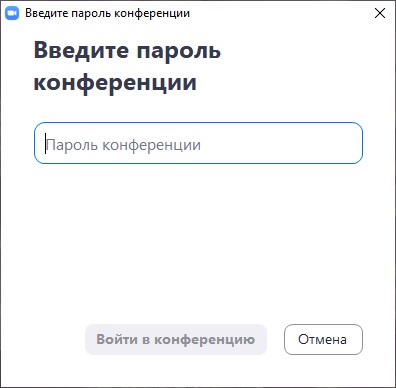 Введите пароль конференции
Введите пароль
конференции
Пароль конференции
Войти в конференцию
Отмена